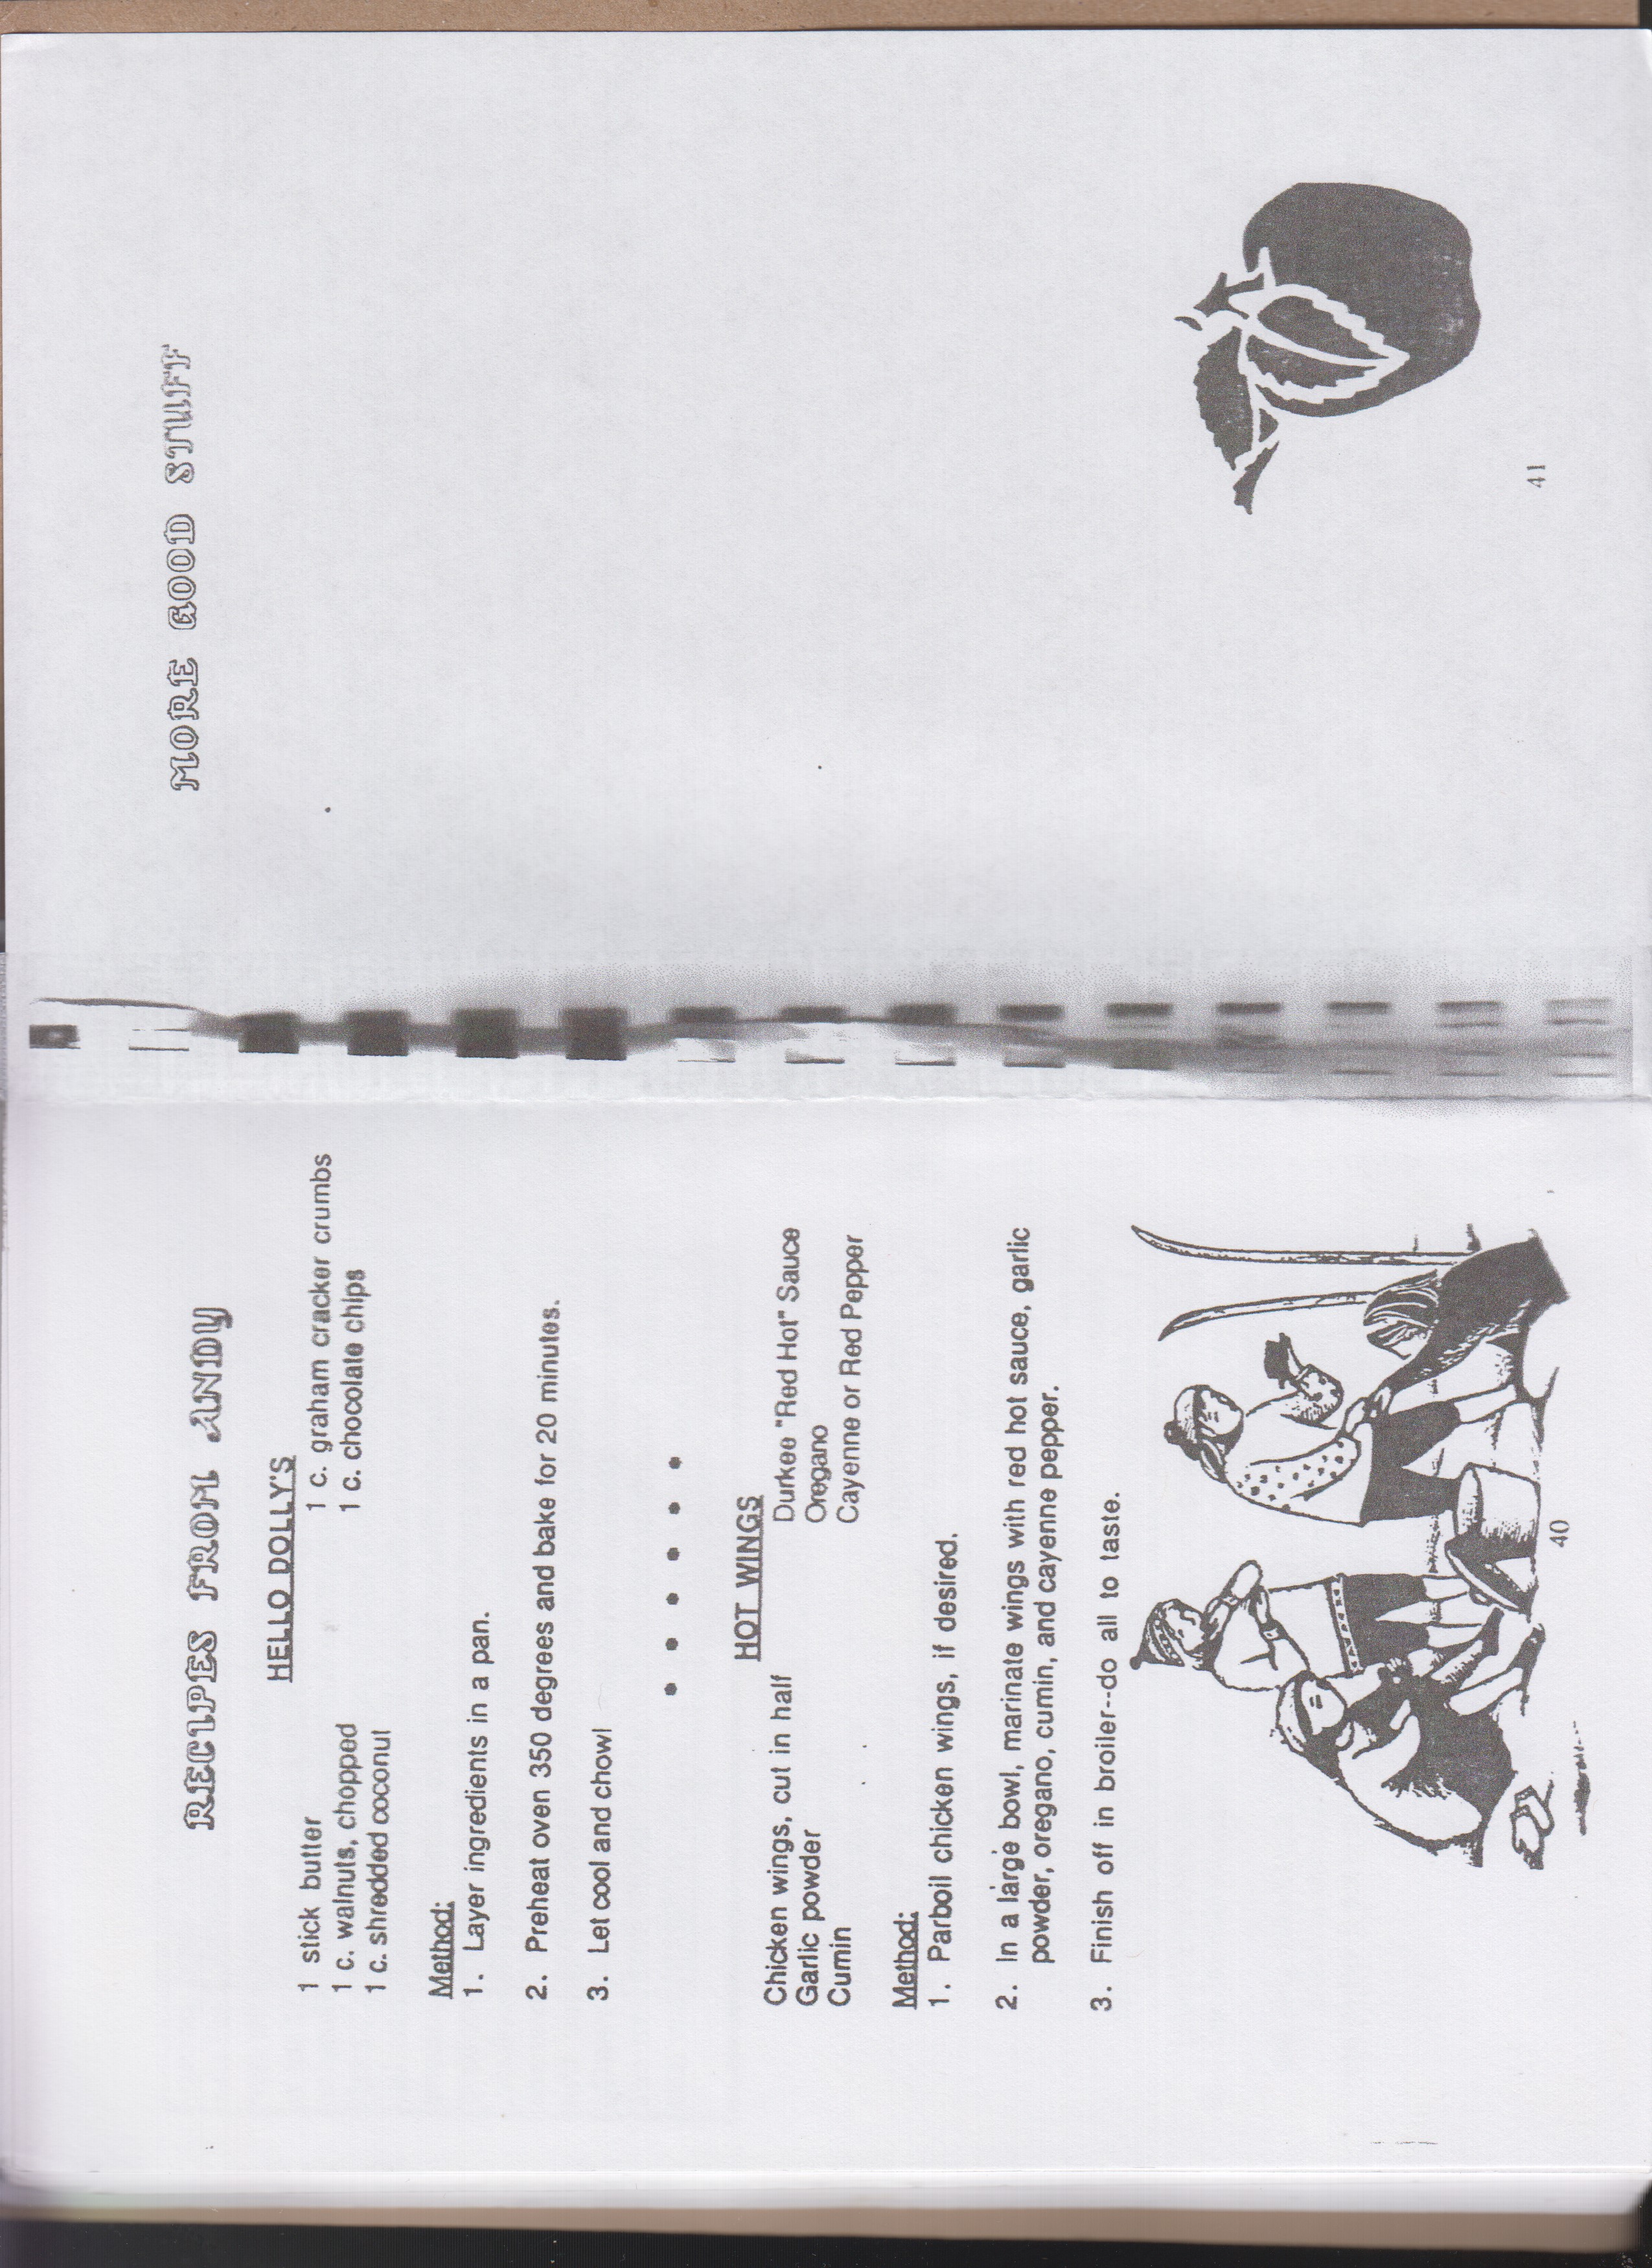 RECIPES FROM ANDY
HELLO DOLLY'S
1 stick butter
1 c. walnuts, chopped
1 c. shredded coconut
1 c. graham cracker crumbs
1 c. chocolate chips
Method:
1. Layer ingredients in a pan.
2. Preheat oven 350 degrees and bake for 20 minutes.
3. Let cool and chow!
• • • • • •
HOT WINGS
Chicken wings, cut in half
Garlic powder
Cumin
Durkee "Red Hot" Sauce
Oregano
Cayenne or Red Pepper
Method:
1. Parboil chicken wings, if desired.
2. In a large bowl, marinate wings with red hot sauce, garlic
powder, oregano, cumin, and cayenne pepper.
3. Finish off in broiler--do all to taste.
40
MORE GOOD STUFF
41